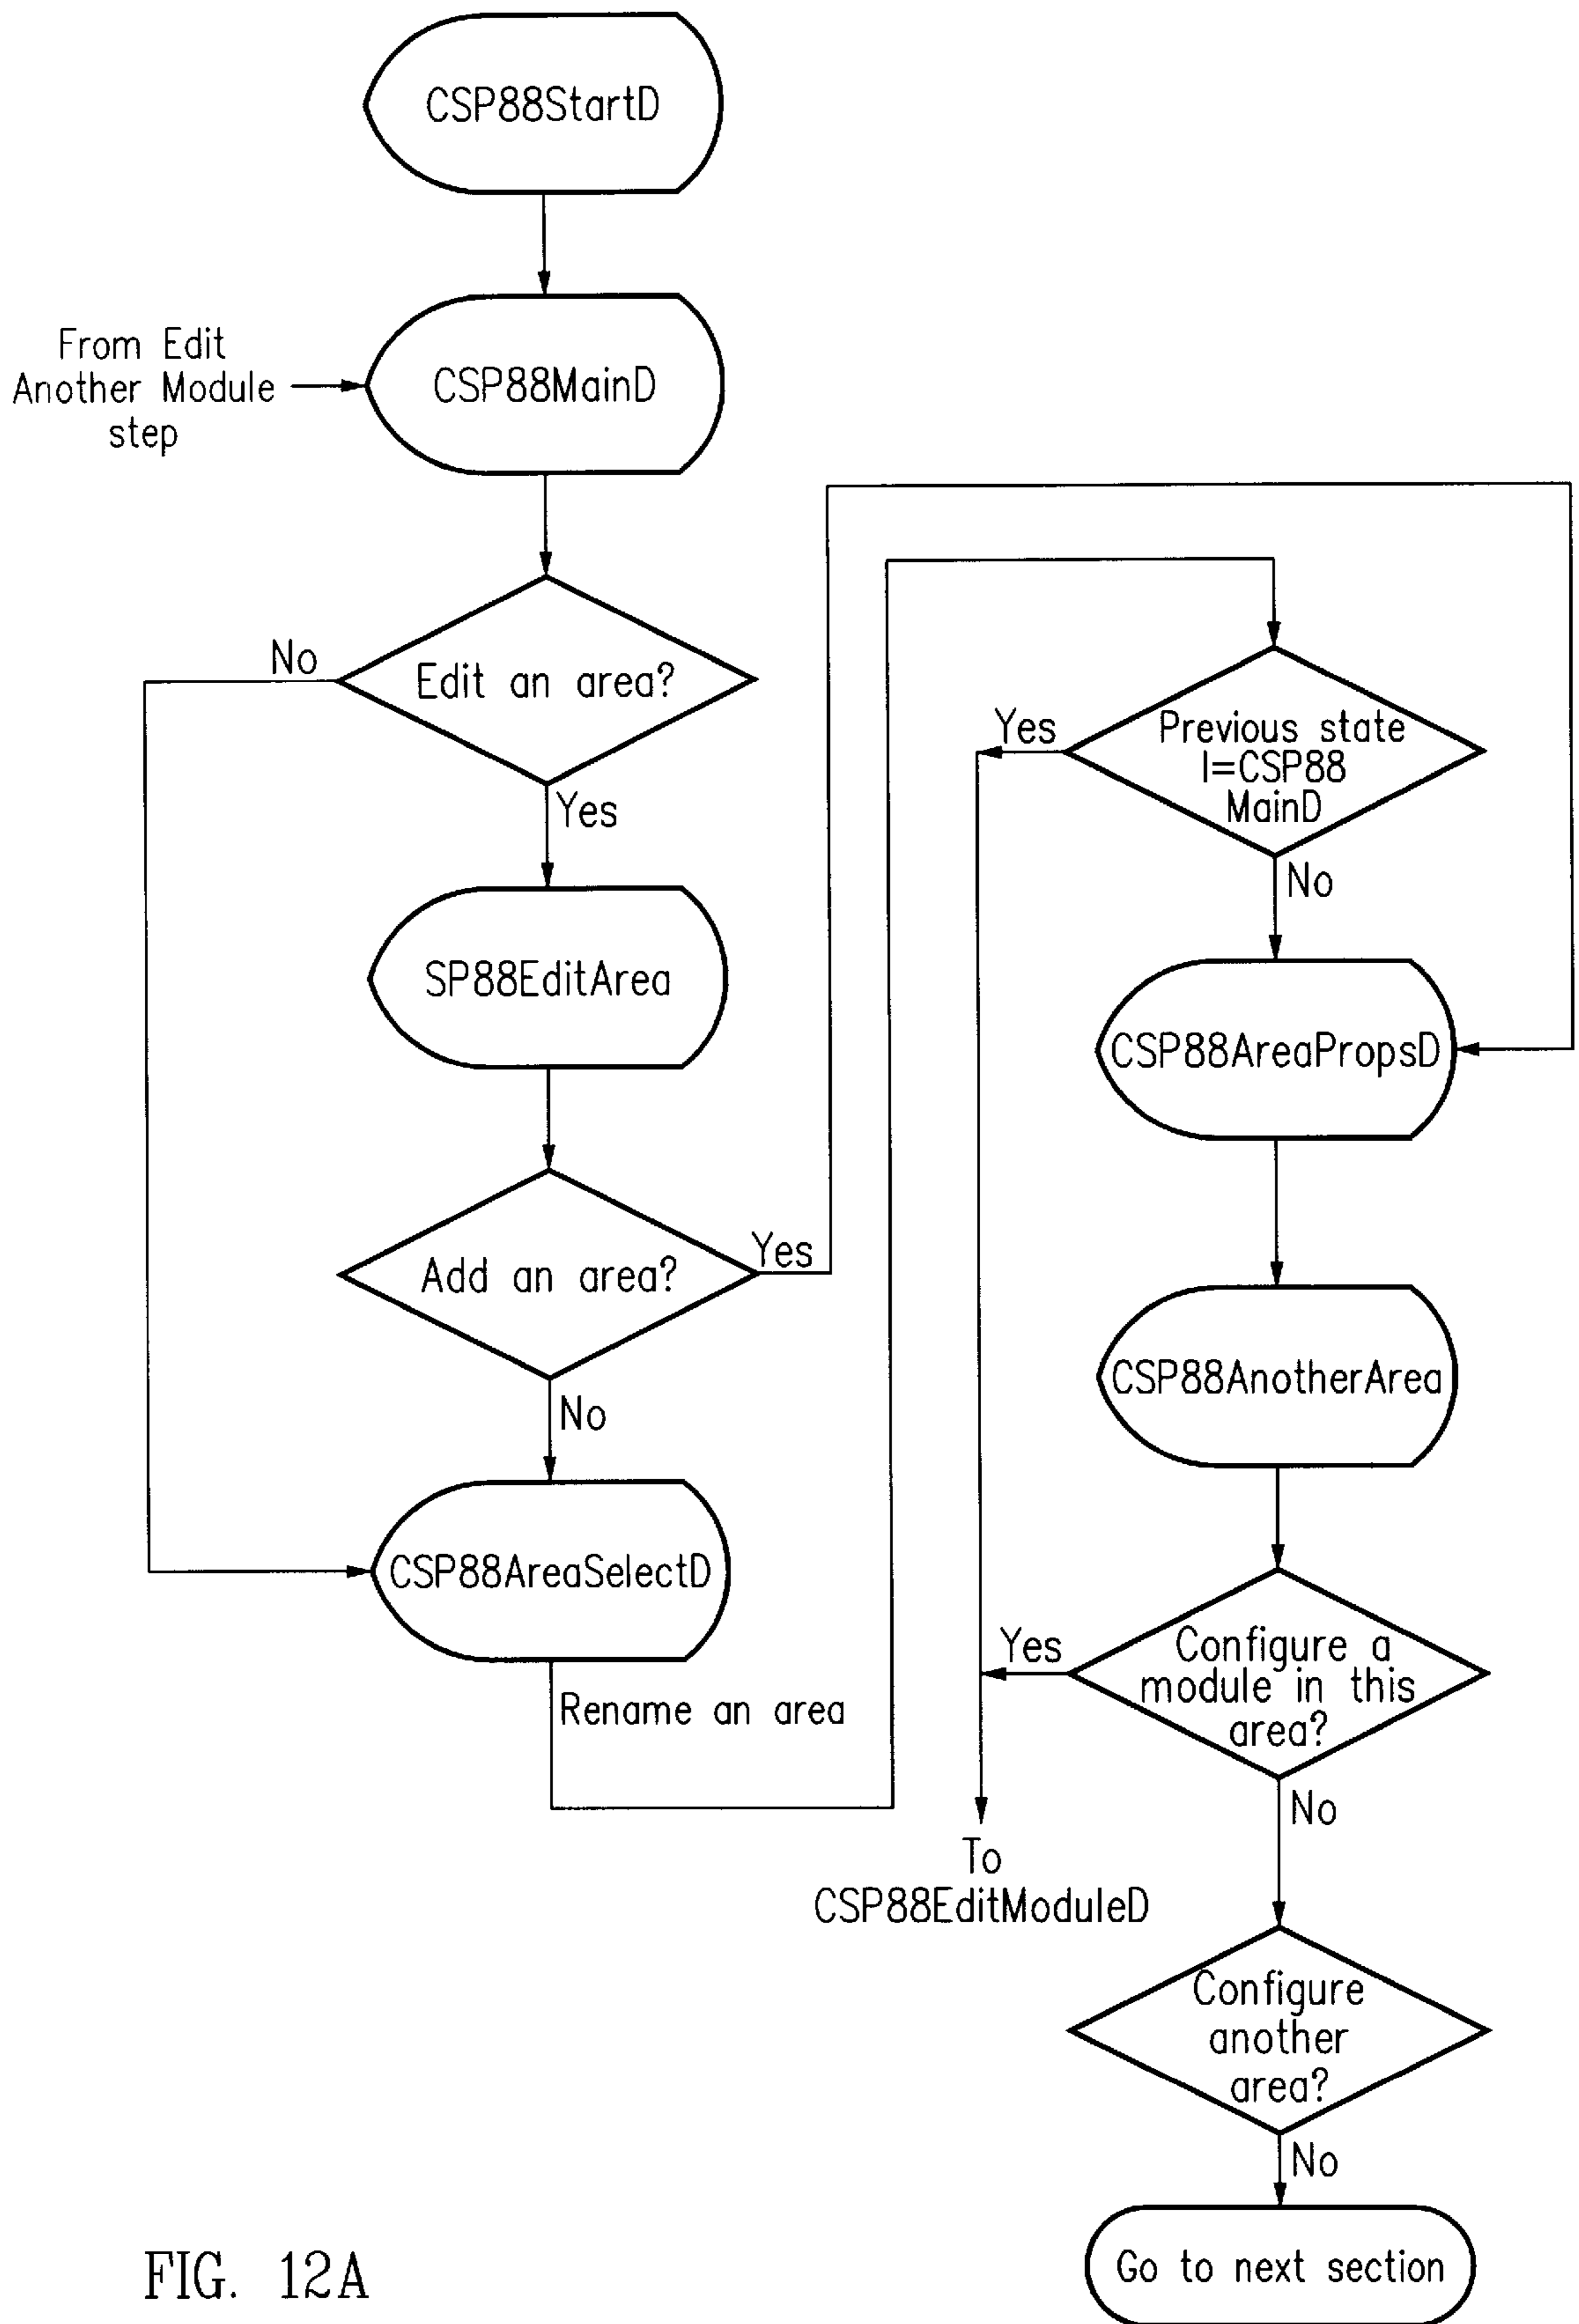 CSP88StartD
From Edit
Another Module
step
CSP88MainD
No
Edit an area?
Yes
SP88EditArea
Add an area?
Yes
No
CSP88AreaSelectD
Rename an area
Yes
Previous state
I=CSP88
MainD
No
CSP88AreaPropsD
CSP88AnotherArea
Yes
Configure a
module in this
area?
No
To
CSP88EditModuleD
Configure
another
area?
No
Go to next section
FIG. 12A